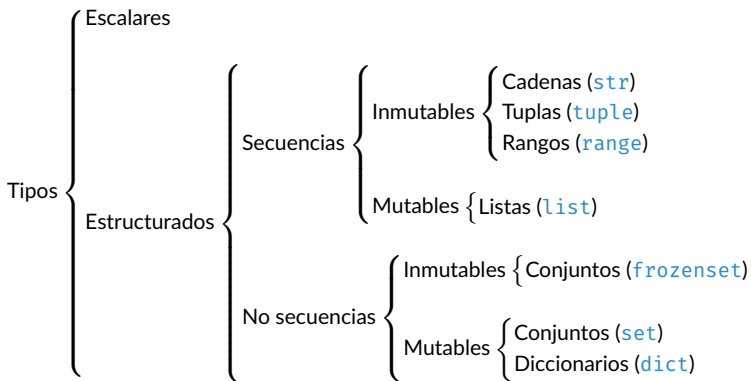 Tipos
Escalares
Estructurados
Secuencias
Inmutables
Cadenas (str)
Tuplas (tuple)
Rangos (range)
Mutables
Listas (list)
No secuencias
Inmutables
Conjuntos (frozenset)
Mutables
Conjuntos (set)
Diccionarios (dict)